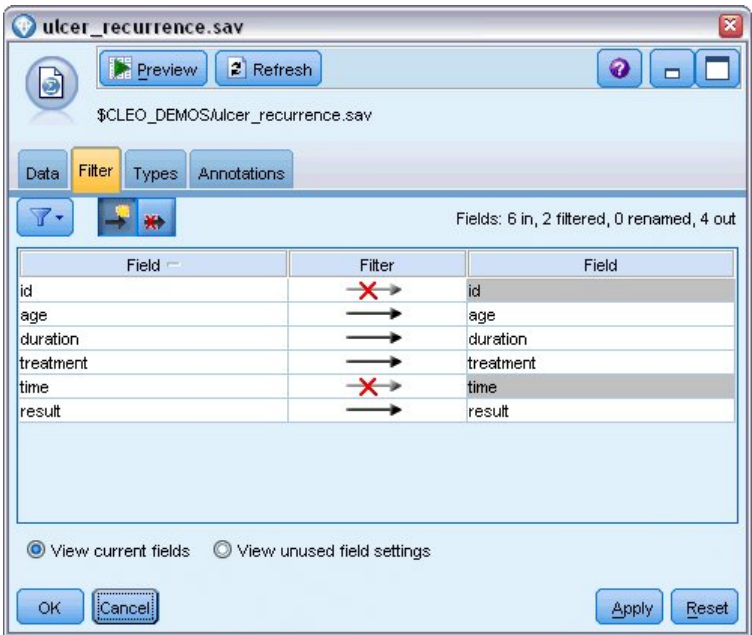 ulcer_recurrence.sav
Preview Refresh
$CLEO_DEMOS/ulcer_recurrence.sav
Data Filter Types Annotations
Fields: 6 in, 2 filtered, 0 renamed, 4 out
Field Filter Field
id id
age age
duration duration
treatment treatment
time time
result result
View current fields View unused field settings
OK Cancel Apply Reset